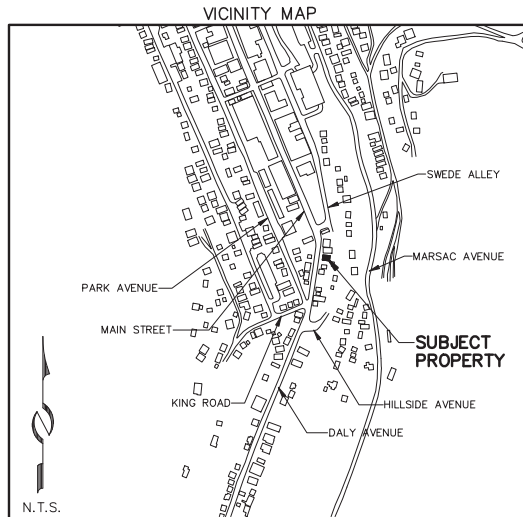 VICINITY MAP
SWEDE ALLEY
MARSAC AVENUE
PARK AVENUE
MAIN STREET
SUBJECT
PROPERTY
KING ROAD
HILLSIDE AVENUE
DALY AVENUE
N.T.S.